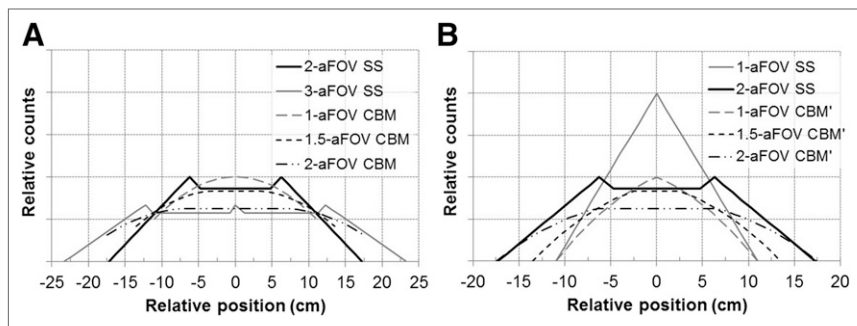 A
Relative counts
2-aFOV SS
3-aFOV SS
1-aFOV CBM
1.5-aFOV CBM
2-aFOV CBM
-25 -20 -15 -10 -5 0 5 10 15 20 25
Relative position (cm)
B
Relative counts
1-aFOV SS
2-aFOV SS
1-aFOV CBM'
1.5-aFOV CBM'
2-aFOV CBM'
-20 -15 -10 -5 0 5 10 15 20
Relative position (cm)